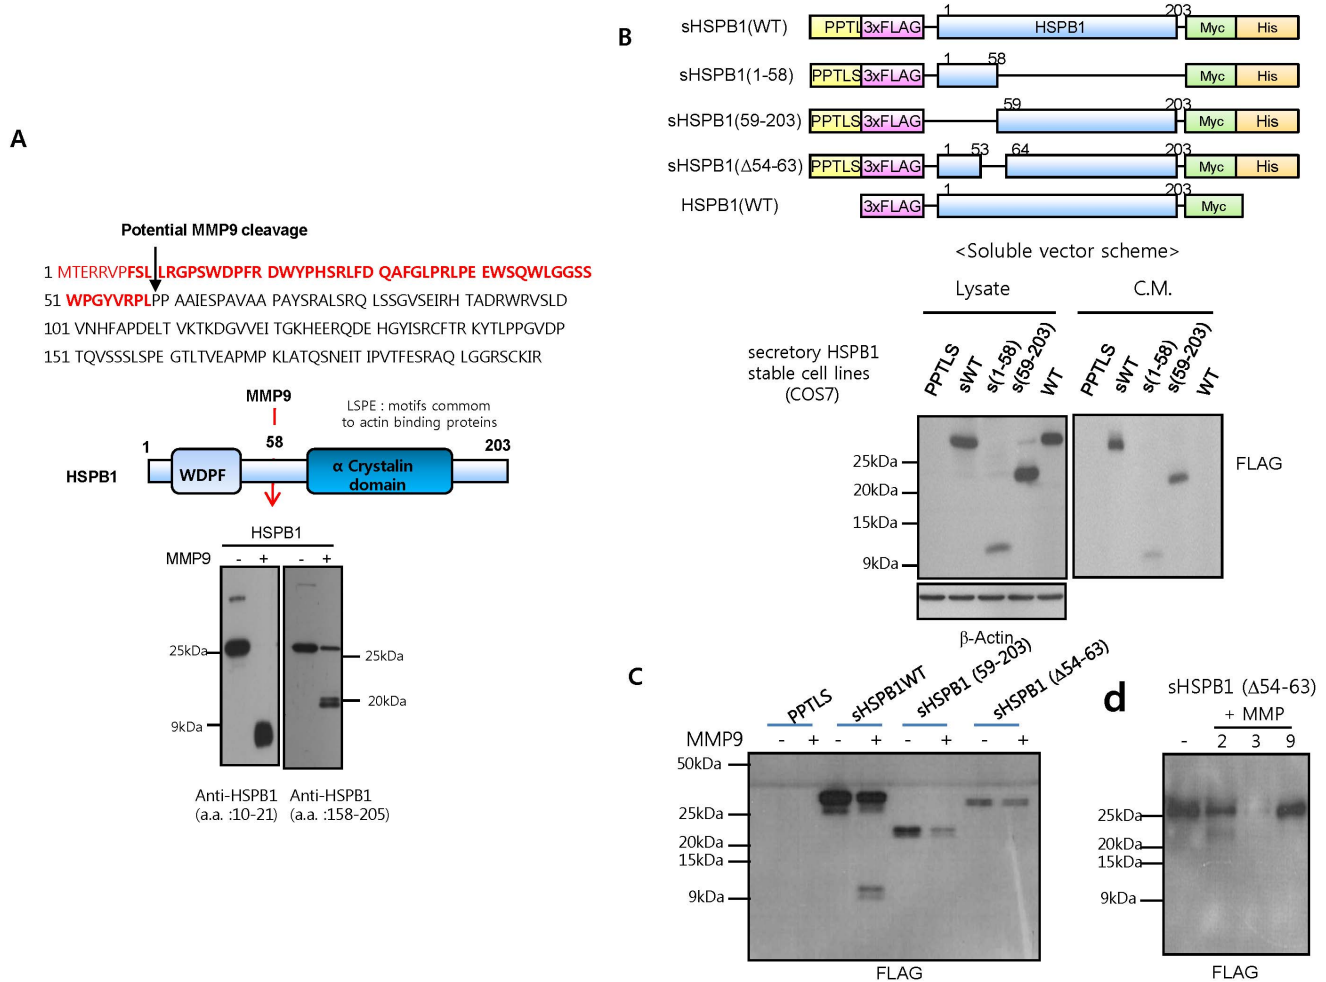 A
Potential MMP9 cleavage
1 MTERRVPFSL LRGPSWDPFR DWYPHSRLFD QAFGLPRLPE EWSQWLGGSS
51 WPGYVRPLPP AAIESPAVAA PAYSRALSRQ LSSGVSEIRH TADRWRVSLD
101 VNHFAPDELT VKTKDGVVEI TGKHEERQDE HGYISRCFTR KYTLPPGVDP
151 TQVSSSLSPE GTLTVEAPMP KLATQSNEIT IPVTFESRAQ LGGRSCKIR
MMP9
LSPE : motifs commom
to actin binding proteins
1
58
203
HSPB1
WDPF
α Crystalin
domain
HSPB1
MMP9 - + - +
25kDa
9kDa
25kDa
20kDa
Anti-HSPB1
(a.a. :10-21)
Anti-HSPB1
(a.a. :158-205)
B
1 203
sHSPB1(WT) PPTL 3xFLAG HSPB1 Myc His
1 58
sHSPB1(1-58) PPTLS 3xFLAG Myc His
59 203
sHSPB1(59-203) PPTLS 3xFLAG Myc His
1 53 64 203
sHSPB1(Δ54-63) PPTLS 3xFLAG Myc His
1 203
HSPB1(WT) 3xFLAG Myc
<Soluble vector scheme>
Lysate C.M.
secretory HSPB1
stable cell lines
(COS7)
PPTLS sWT s(1-58) s(59-203) WT
PPTLS sWT s(1-58) s(59-203) WT
25kDa
20kDa
15kDa
9kDa
FLAG
β-Actin
C
PPTLS sHSPB1WT sHSPB1 (59-203) sHSPB1 (Δ54-63)
MMP9 - + - + - + - +
50kDa
25kDa
20kDa
15kDa
9kDa
FLAG
d
sHSPB1 (Δ54-63)
+ MMP
- 2 3 9
25kDa
20kDa
15kDa
9kDa
FLAG